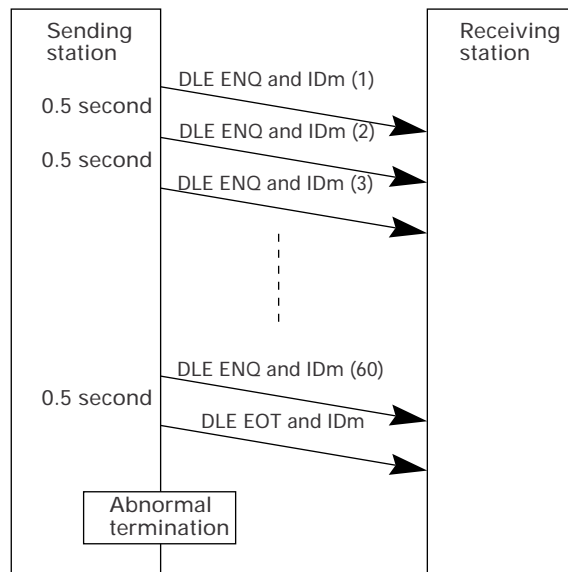 Sending
station
Receiving
station
DLE ENQ and IDm (1)
0.5 second
DLE ENQ and IDm (2)
0.5 second
DLE ENQ and IDm (3)
DLE ENQ and IDm (60)
0.5 second
DLE EOT and IDm
Abnormal
termination